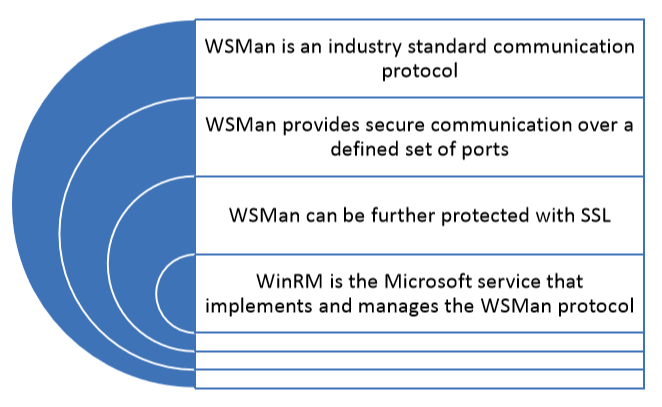 WSMan is an industry standard communication
protocol
WSMan provides secure communication over a
defined set of ports
WSMan can be further protected with SSL
WinRM is the Microsoft service that
implements and manages the WSMan protocol